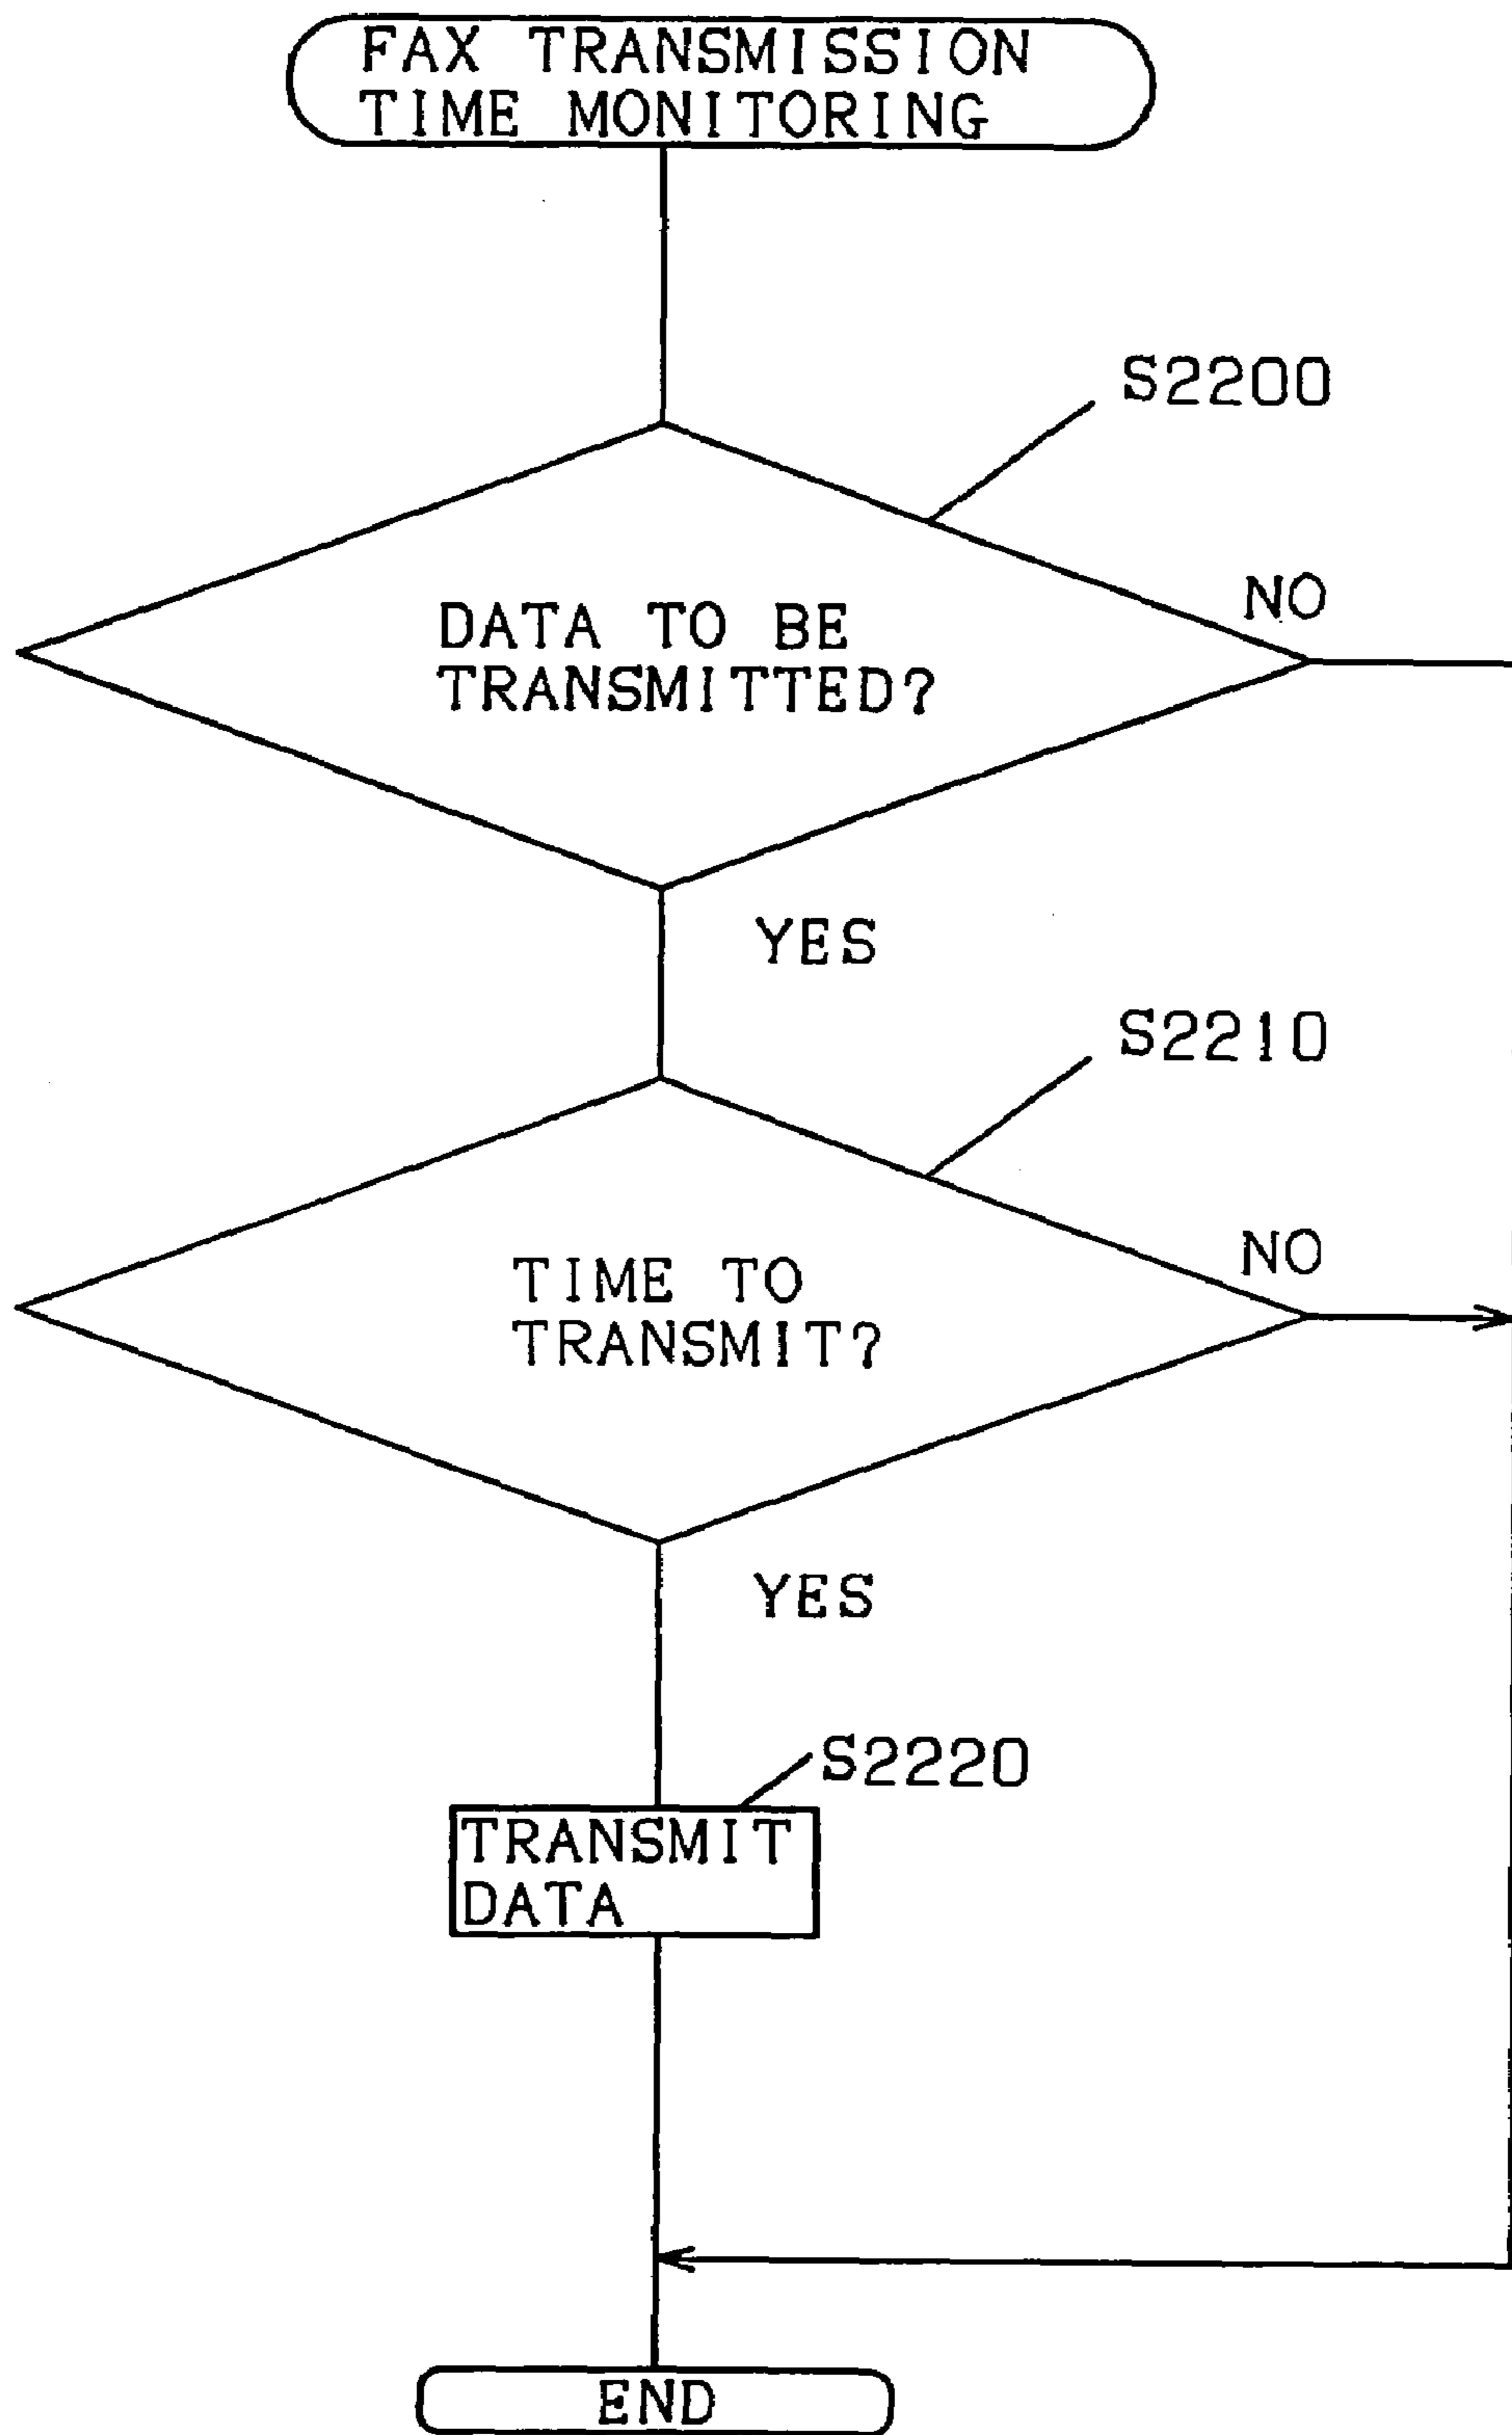 FAX TRANSMISSION
TIME MONITORING
S2200
NO
DATA TO BE
TRANSMITTED?
YES
S2210
NO
TIME TO
TRANSMIT?
YES
S2220
TRANSMIT
DATA
END